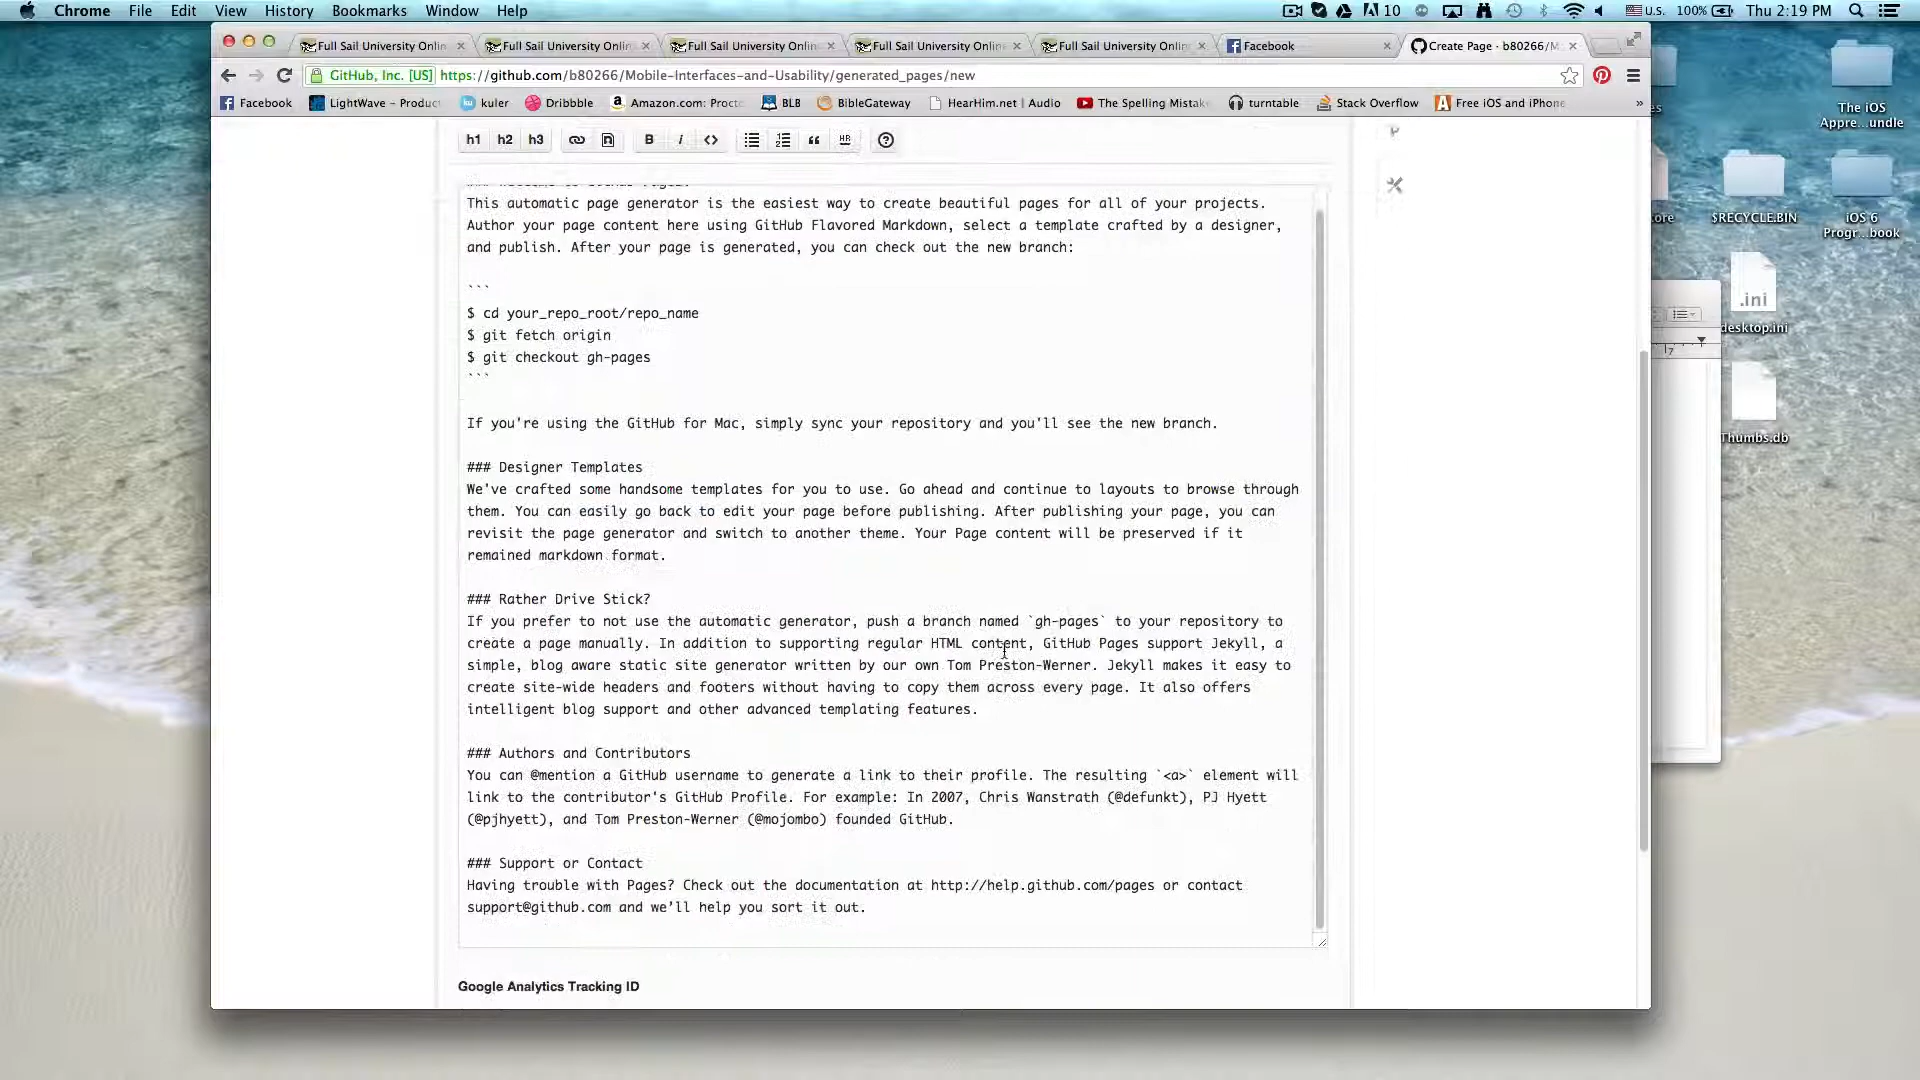 Chrome File Edit View History Bookmarks Window Help
10 U.S. 100% Thu 2:19 PM
Full Sail University Onlin Full Sail University Onlin Full Sail University Onlin Full Sail University Onlin Full Sail University Onlin Facebook Create Page · b80266/M
GitHub, Inc. [US] https://github.com/b80266/Mobile-Interfaces-and-Usability/generated_pages/new
Facebook LightWave – Product kuler Dribbble Amazon.com: Procto BLB BibleGateway HearHim.net | Audio The Spelling Mistak turntable Stack Overflow Free iOS and iPhone »
h1 h2 h3 B i <> “ HR ?
This automatic page generator is the easiest way to create beautiful pages for all of your projects.
Author your page content here using GitHub Flavored Markdown, select a template crafted by a designer,
and publish. After your page is generated, you can check out the new branch:
```
$ cd your_repo_root/repo_name
$ git fetch origin
$ git checkout gh-pages
```
If you're using the GitHub for Mac, simply sync your repository and you'll see the new branch.
### Designer Templates
We've crafted some handsome templates for you to use. Go ahead and continue to layouts to browse through
them. You can easily go back to edit your page before publishing. After publishing your page, you can
revisit the page generator and switch to another theme. Your Page content will be preserved if it
remained markdown format.
### Rather Drive Stick?
If you prefer to not use the automatic generator, push a branch named `gh-pages` to your repository to
create a page manually. In addition to supporting regular HTML content, GitHub Pages support Jekyll, a
simple, blog aware static site generator written by our own Tom Preston-Werner. Jekyll makes it easy to
create site-wide headers and footers without having to copy them across every page. It also offers
intelligent blog support and other advanced templating features.
### Authors and Contributors
You can @mention a GitHub username to generate a link to their profile. The resulting `<a>` element will
link to the contributor's GitHub Profile. For example: In 2007, Chris Wanstrath (@defunkt), PJ Hyett
(@pjhyett), and Tom Preston-Werner (@mojombo) founded GitHub.
### Support or Contact
Having trouble with Pages? Check out the documentation at http://help.github.com/pages or contact
support@github.com and we'll help you sort it out.
Google Analytics Tracking ID
The iOS
Appre...undle
$RECYCLE.BIN
iOS 6
Progr...book
.ini
desktop.ini
7
Thumbs.db